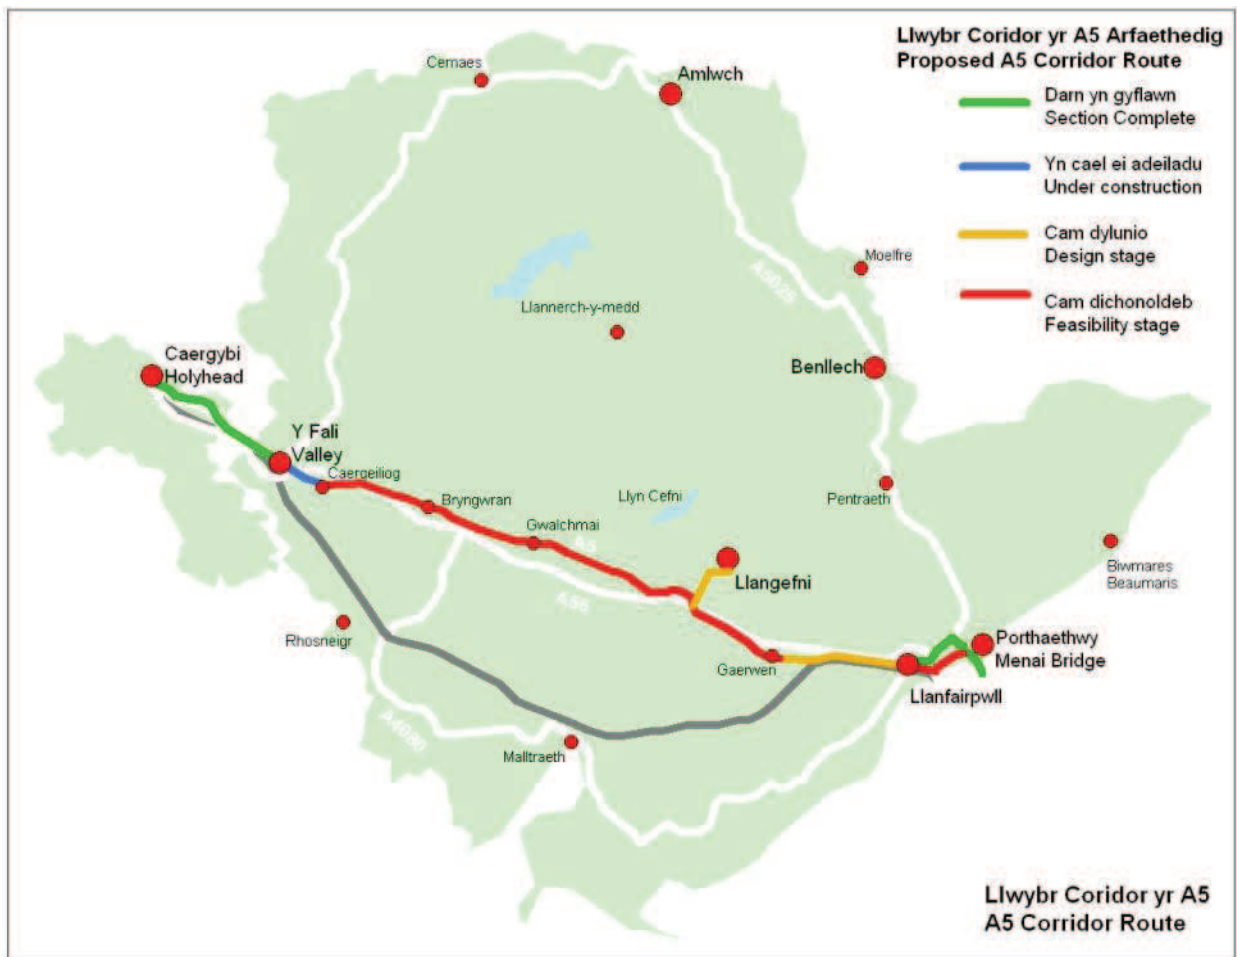 Llwybr Coridor yr A5 Arfaethedig
Proposed A5 Corridor Route
Darn yn gyflawn
Section Complete
Yn cael ei adeiladu
Under construction
Cam dylunio
Design stage
Cam dichonoldeb
Feasibility stage
Cemaes
Amlwch
Moelfre
A5025
Llannerch-y-medd
Benllech
Caergybi
Holyhead
Y Fali
Valley
Caergeiliog
Bryngwran
Gwalchmai
Llyn Cefni
Pentraeth
A5
A55
Llangefni
Biwmares
Beaumaris
Rhosneigr
Gaerwen
Porthaethwy
Menai Bridge
Llanfairpwll
A4080
Malltraeth
Llwybr Coridor yr A5
A5 Corridor Route